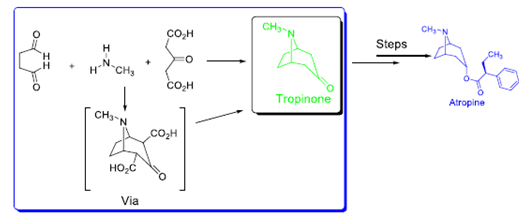 O
H
H
O
+
H
N
H
CH₃
+
CO₂H
O
CO₂H
CH₃
N
O
Tropinone
Steps
CH₃
N
CH₃
O
O
Atropine
CH₃
N
CO₂H
HO₂C
O
Via